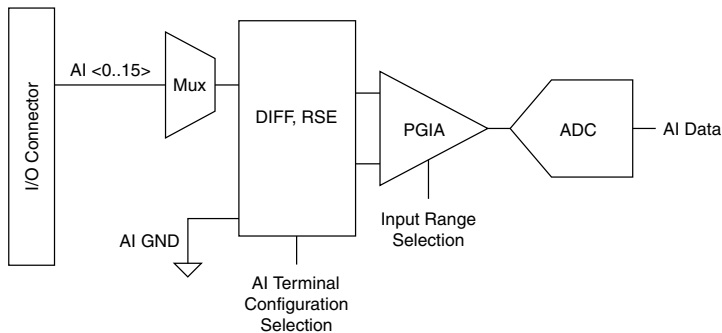 I/O Connector
AI <0..15>
Mux
DIFF, RSE
PGIA
ADC
AI Data
AI GND
Input Range
Selection
AI Terminal
Configuration
Selection